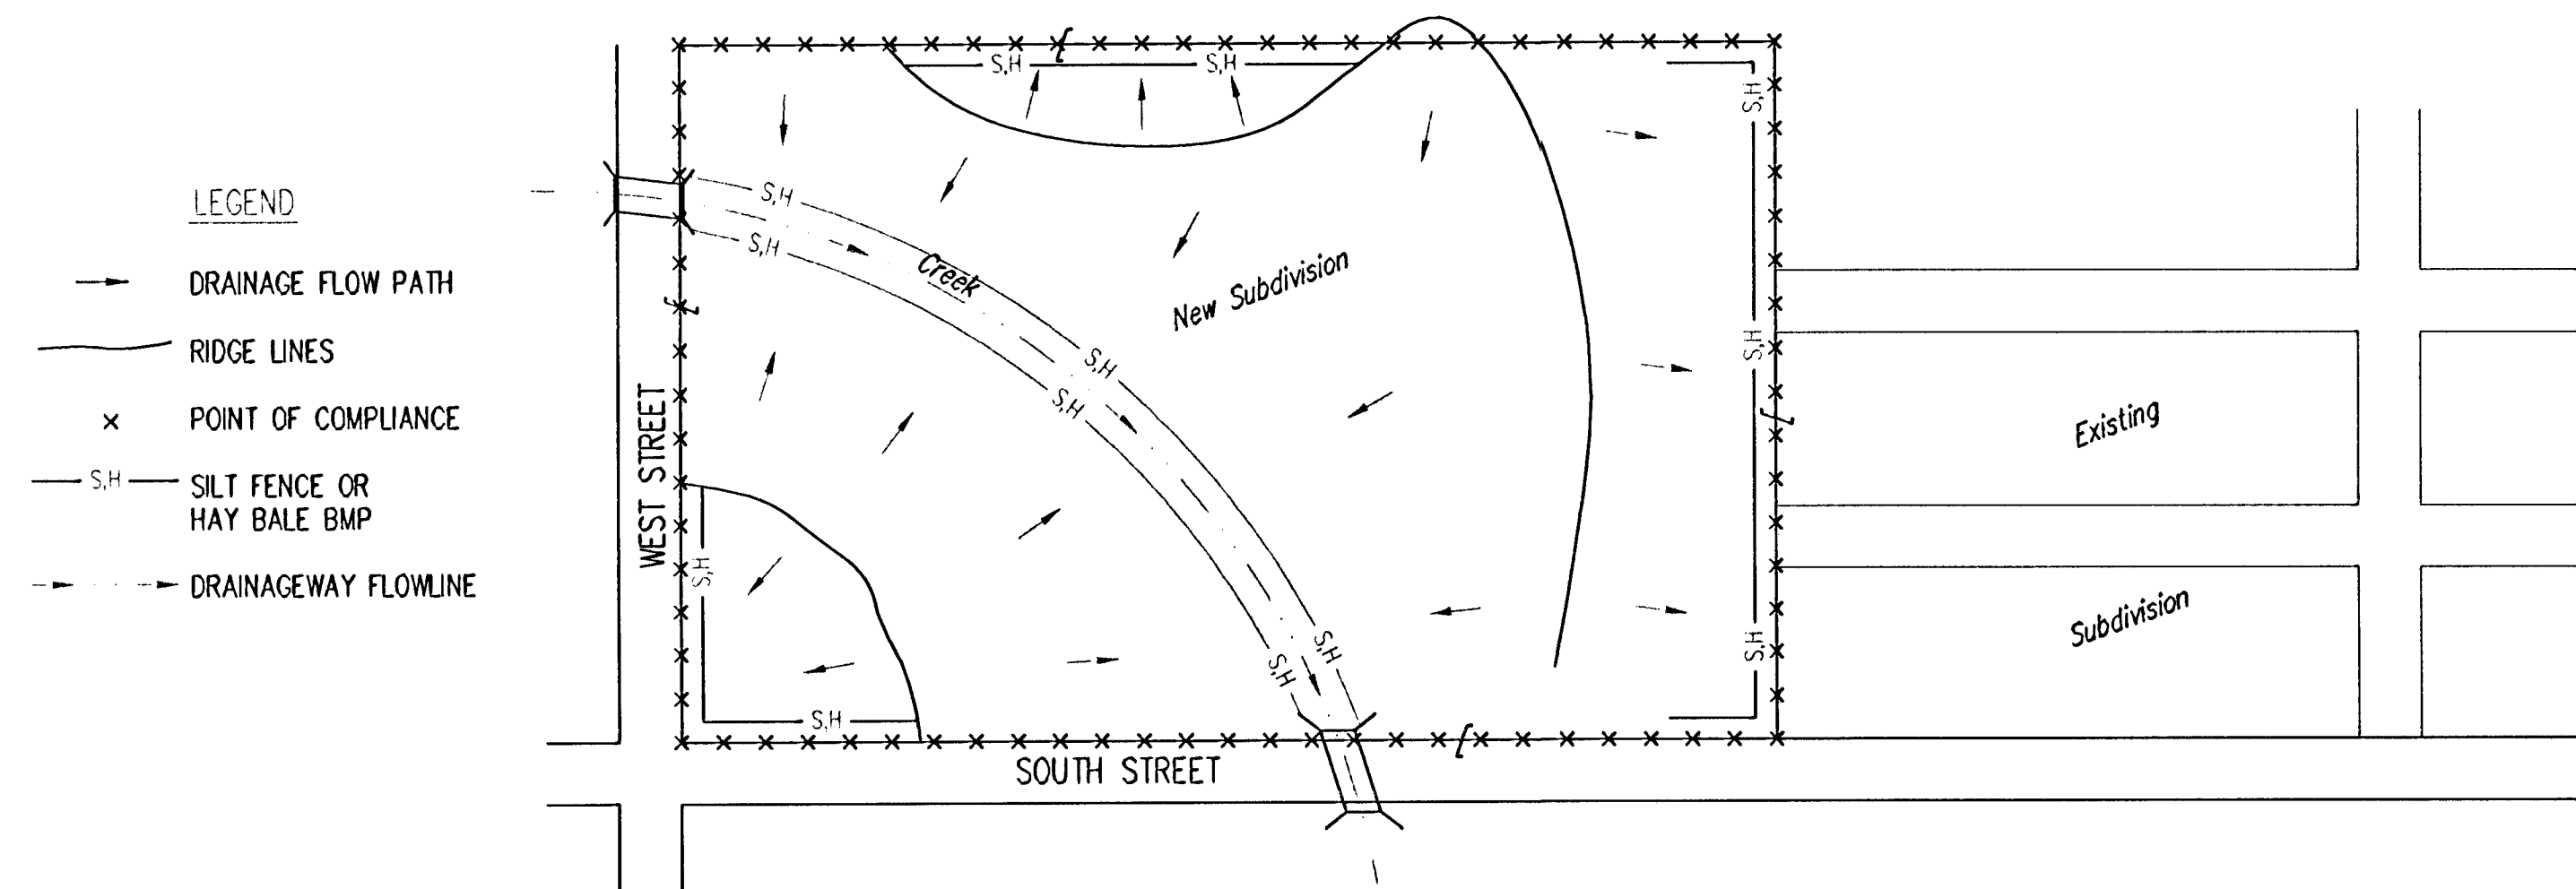 LEGEND
DRAINAGE FLOW PATH
RIDGE LINES
× POINT OF COMPLIANCE
S,H SILT FENCE OR
HAY BALE BMP
DRAINAGEWAY FLOWLINE
S,H
S,H
S,H
S,H
S,H
Creek
New Subdivision
S,H
S,H
S,H
WEST STREET
S,H
S,H
S,H
S,H
S,H
S,H
SOUTH STREET
Existing
Subdivision